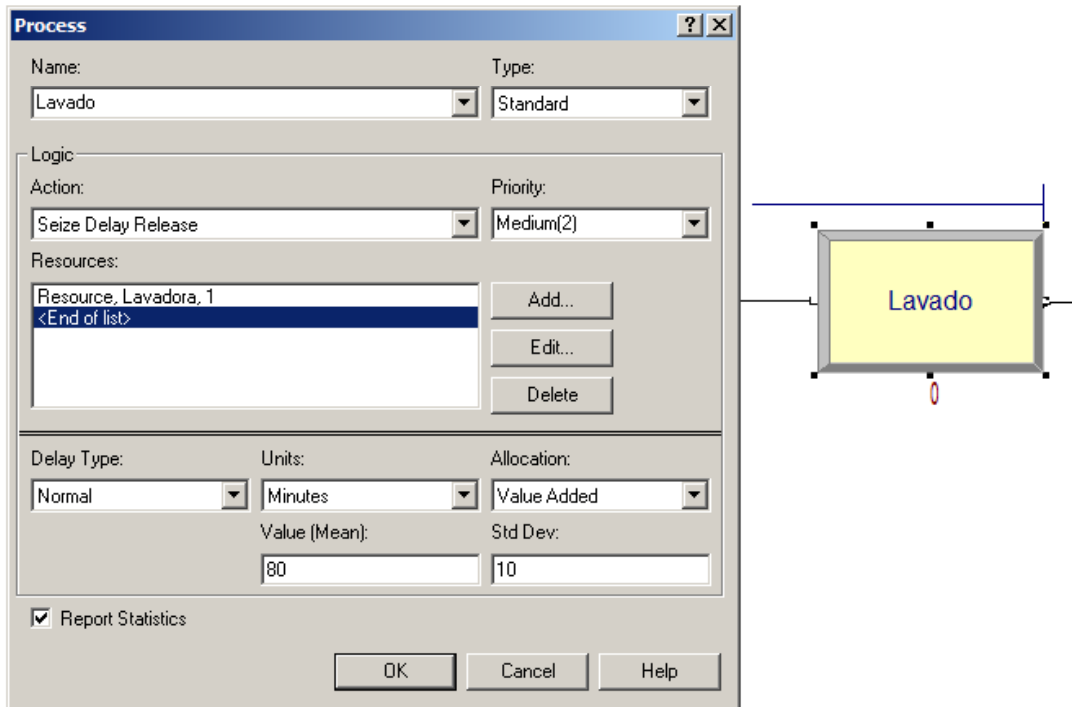 Process
Name:
Type:
Lavado
Standard
Logic
Action:
Priority:
Seize Delay Release
Medium(2)
Resources:
Resource, Lavadora, 1
<End of list>
Add...
Edit...
Delete
Delay Type:
Units:
Allocation:
Normal
Minutes
Value Added
Value (Mean):
Std Dev:
80
10
Report Statistics
OK
Cancel
Help
Lavado
0